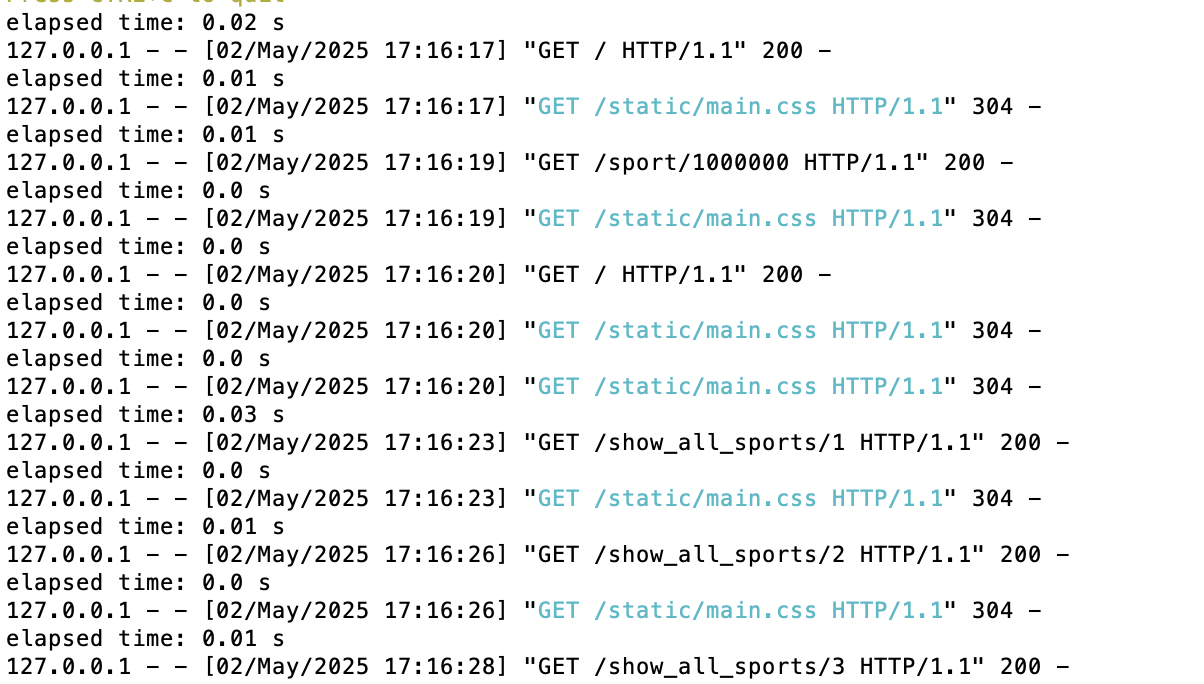 Press CTRL+C to quit
elapsed time: 0.02 s
127.0.0.1 - - [02/May/2025 17:16:17] "GET / HTTP/1.1" 200 -
elapsed time: 0.01 s
127.0.0.1 - - [02/May/2025 17:16:17] "GET /static/main.css HTTP/1.1" 304 -
elapsed time: 0.01 s
127.0.0.1 - - [02/May/2025 17:16:19] "GET /sport/1000000 HTTP/1.1" 200 -
elapsed time: 0.0 s
127.0.0.1 - - [02/May/2025 17:16:19] "GET /static/main.css HTTP/1.1" 304 -
elapsed time: 0.0 s
127.0.0.1 - - [02/May/2025 17:16:20] "GET / HTTP/1.1" 200 -
elapsed time: 0.0 s
127.0.0.1 - - [02/May/2025 17:16:20] "GET /static/main.css HTTP/1.1" 304 -
elapsed time: 0.0 s
127.0.0.1 - - [02/May/2025 17:16:20] "GET /static/main.css HTTP/1.1" 304 -
elapsed time: 0.03 s
127.0.0.1 - - [02/May/2025 17:16:23] "GET /show_all_sports/1 HTTP/1.1" 200 -
elapsed time: 0.0 s
127.0.0.1 - - [02/May/2025 17:16:23] "GET /static/main.css HTTP/1.1" 304 -
elapsed time: 0.01 s
127.0.0.1 - - [02/May/2025 17:16:26] "GET /show_all_sports/2 HTTP/1.1" 200 -
elapsed time: 0.0 s
127.0.0.1 - - [02/May/2025 17:16:26] "GET /static/main.css HTTP/1.1" 304 -
elapsed time: 0.01 s
127.0.0.1 - - [02/May/2025 17:16:28] "GET /show_all_sports/3 HTTP/1.1" 200 -